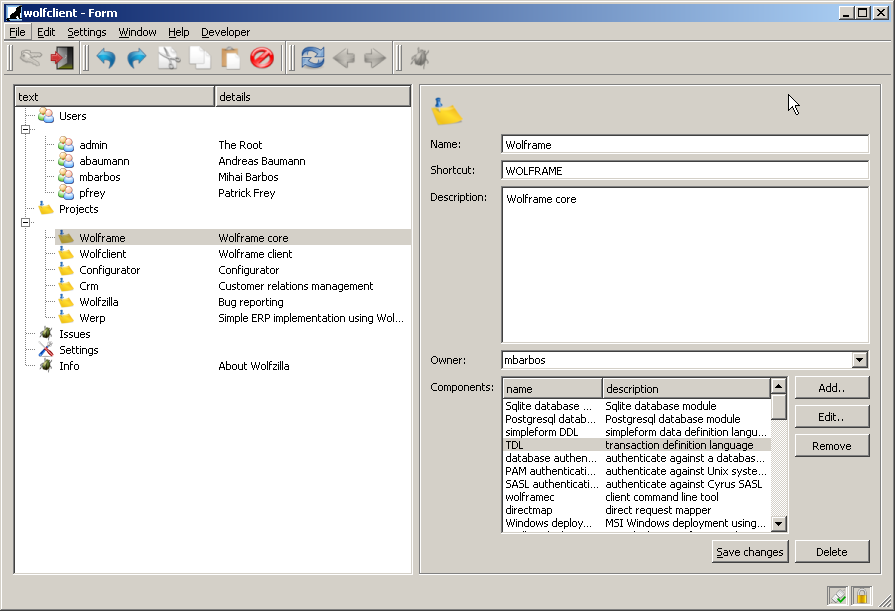 wolfclient - Form
File Edit Settings Window Help Developer
text details
Users
admin The Root
abaumann Andreas Baumann
mbarbos Mihai Barbos
pfrey Patrick Frey
Projects
Wolframe Wolframe core
Wolfclient Wolframe client
Configurator Configurator
Crm Customer relations management
Wolfzilla Bug reporting
Werp Simple ERP implementation using Wol...
Issues
Settings
Info About Wolfzilla
Name: Wolframe
Shortcut: WOLFRAME
Description: Wolframe core
Owner: mbarbos
Components: name description
Sqlite database ... Sqlite database module
Postgresql datab... Postgresql database module
simpleform DDL simpleform data definition langu...
TDL transaction definition language
database authen... authenticate against a databas...
PAM authenticati... authenticate against Unix syste...
SASL authenticati... authenticate against Cyrus SASL
wolframec client command line tool
directmap direct request mapper
Windows deploy... MSI Windows deployment using...
Add..
Edit..
Remove
Save changes Delete